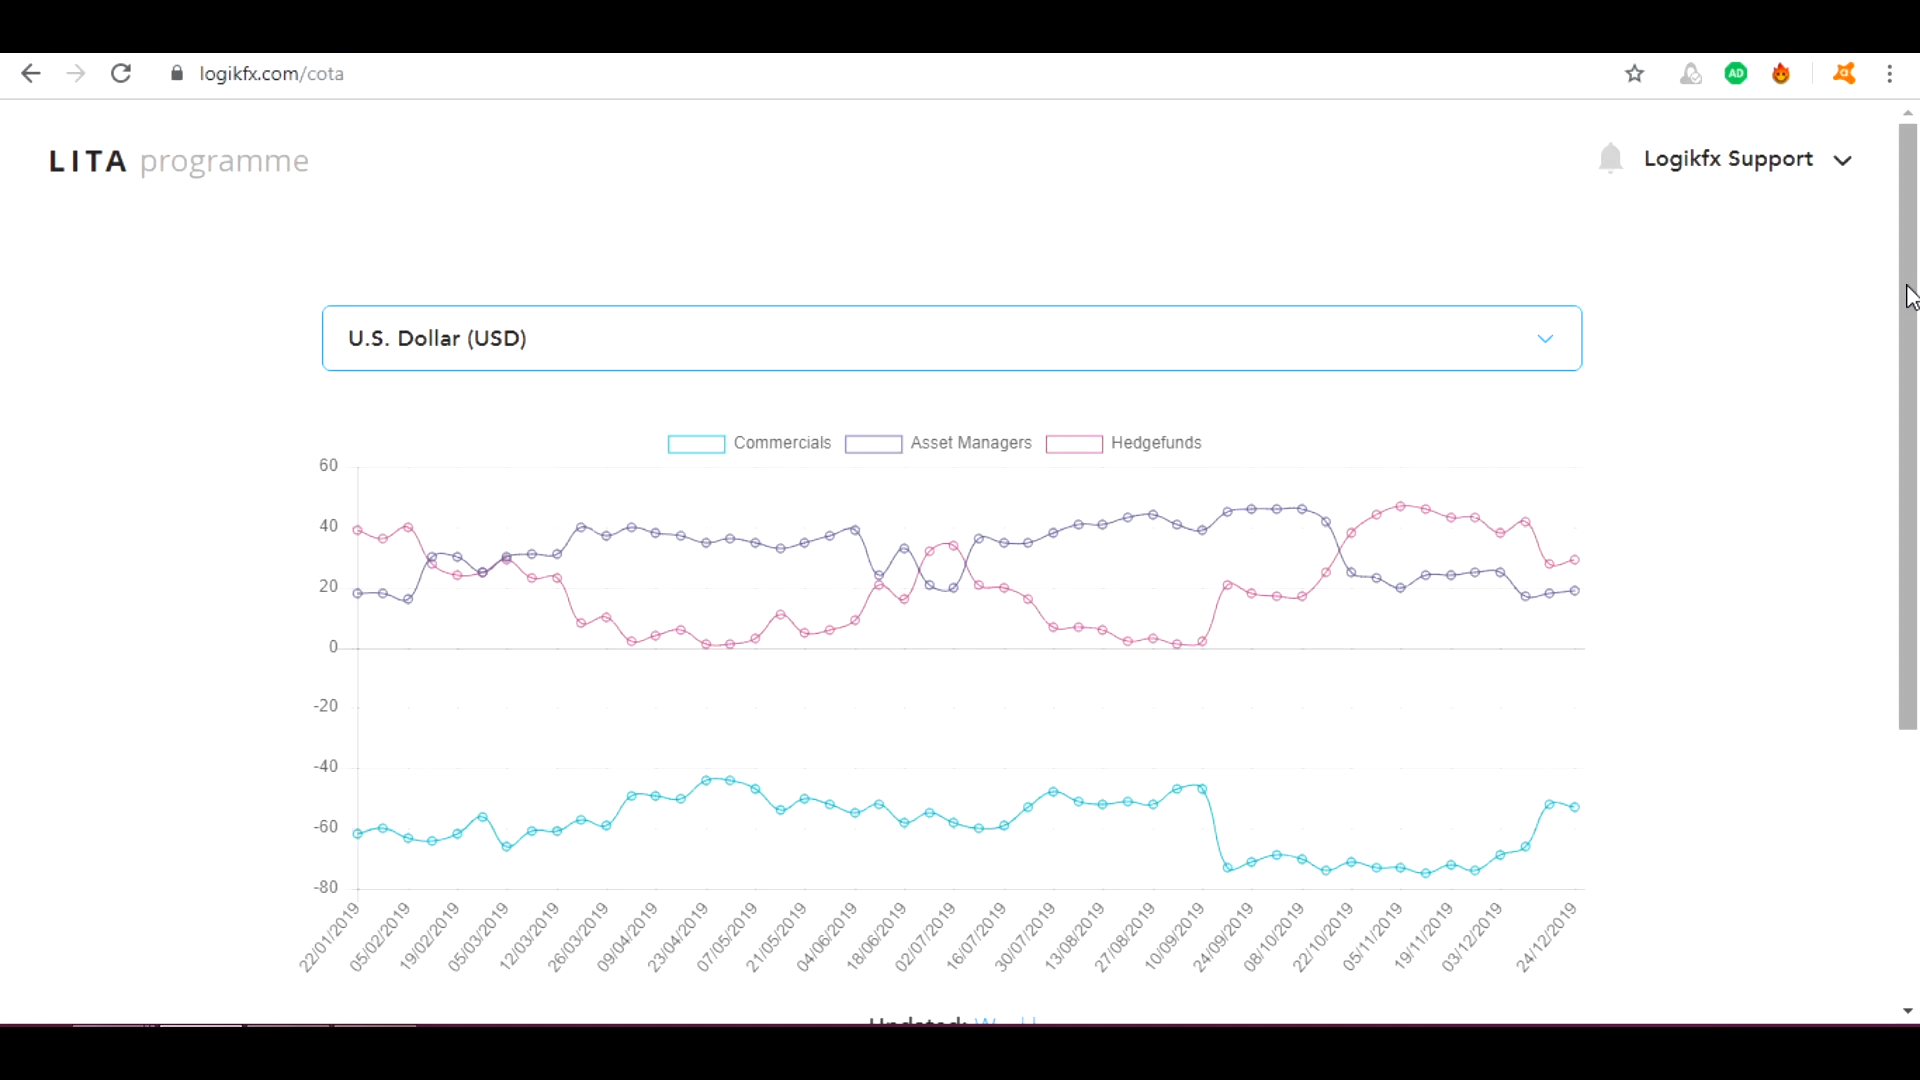 logikfx.com/cota
AD
LITA programme
Logikfx Support
U.S. Dollar (USD)
Commercials Asset Managers Hedgefunds
60
40
20
0
-20
-40
-60
-80
22/01/2019 05/02/2019 19/02/2019 05/03/2019 12/03/2019 26/03/2019 09/04/2019 23/04/2019 07/05/2019 21/05/2019 04/06/2019 18/06/2019 02/07/2019 16/07/2019 30/07/2019 13/08/2019 27/08/2019 10/09/2019 24/09/2019 08/10/2019 22/10/2019 05/11/2019 19/11/2019 03/12/2019 24/12/2019